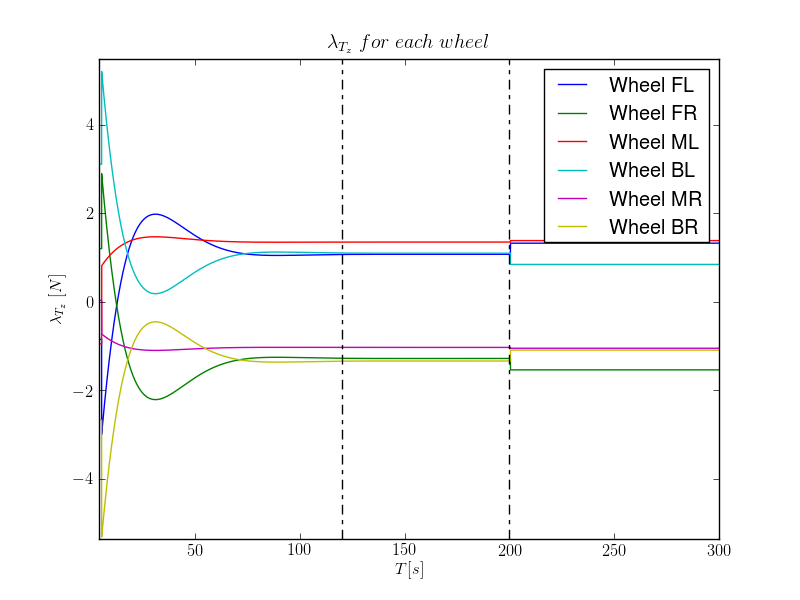 λ_{T_z} for each wheel
Wheel FL
Wheel FR
Wheel ML
Wheel BL
Wheel MR
Wheel BR
4
2
0
−2
−4
λ_{T_z} [N]
50 100 150 200 250 300
T[s]